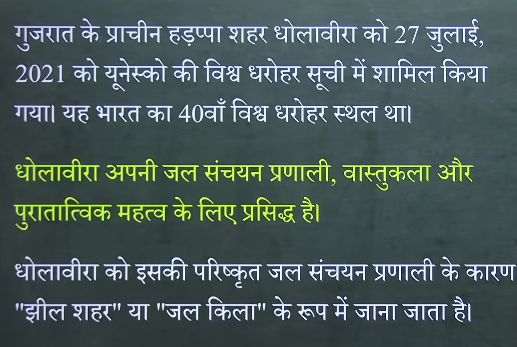 गुजरात के प्राचीन हड़प्पा शहर धोलावीरा को 27 जुलाई,
2021 को यूनेस्को की विश्व धरोहर सूची में शामिल किया
गया। यह भारत का 40वाँ विश्व धरोहर स्थल था।
धोलावीरा अपनी जल संचयन प्रणाली, वास्तुकला और
पुरातात्विक महत्व के लिए प्रसिद्ध है।
धोलावीरा को इसकी परिष्कृत जल संचयन प्रणाली के कारण
"झील शहर" या "जल किला" के रूप में जाना जाता है।